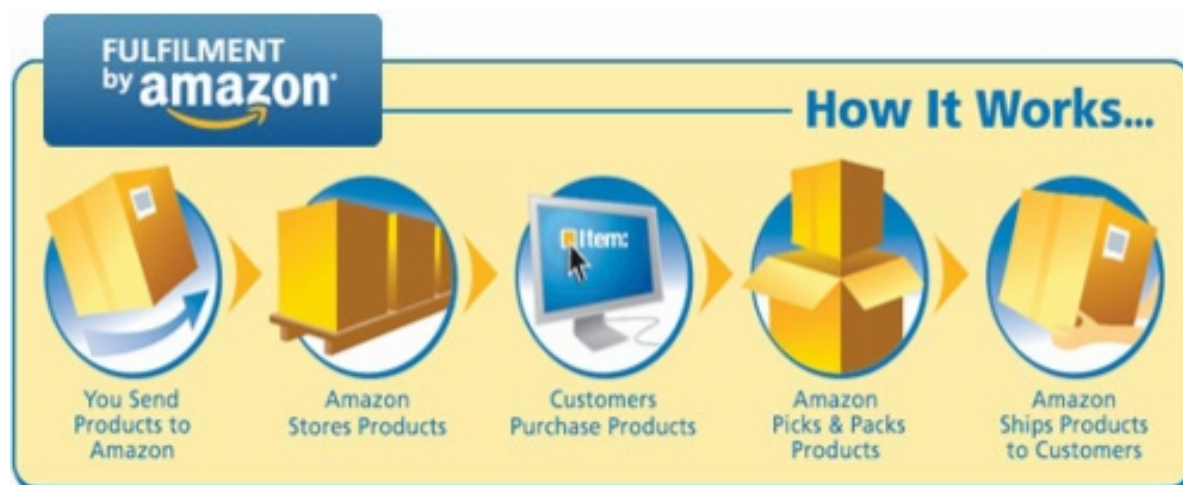 FULFILMENT
by amazon
How It Works...
Item:
You Send
Products to
Amazon
Amazon
Stores Products
Customers
Purchase Products
Amazon
Picks & Packs
Products
Amazon
Ships Products
to Customers